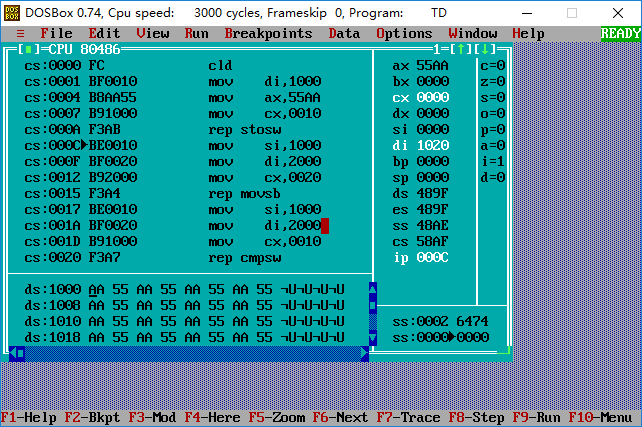 DOSBox 0.74, Cpu speed: 3000 cycles, Frameskip 0, Program: TD
≡ File Edit View Run Breakpoints Data Options Window Help READY
[■]=CPU 80486 1=[↑][↓]
cs:0000 FC cld ax 55AA c=0
cs:0001 BF0010 mov di,1000 bx 0000 z=0
cs:0004 B8AA55 mov ax,55AA cx 0000 s=0
cs:0007 B91000 mov cx,0010 dx 0000 o=0
cs:000A F3AB rep stosw si 0000 p=0
cs:000C►BE0010 mov si,1000 di 1020 a=0
cs:000F BF0020 mov di,2000 bp 0000 i=1
cs:0012 B92000 mov cx,0020 sp 0000 d=0
cs:0015 F3A4 rep movsb ds 489F
cs:0017 BE0010 mov si,1000 es 489F
cs:001A BF0020 mov di,2000 ss 48AE
cs:001D B91000 mov cx,0010 cs 58AF
cs:0020 F3A7 rep cmpsw ip 000C
ds:1000 AA 55 AA 55 AA 55 AA 55 ¬U¬U¬U¬U
ds:1008 AA 55 AA 55 AA 55 AA 55 ¬U¬U¬U¬U
ds:1010 AA 55 AA 55 AA 55 AA 55 ¬U¬U¬U¬U ss:0002 6474
ds:1018 AA 55 AA 55 AA 55 AA 55 ¬U¬U¬U¬U ss:0000►0000
F1-Help F2-Bkpt F3-Mod F4-Here F5-Zoom F6-Next F7-Trace F8-Step F9-Run F10-Menu